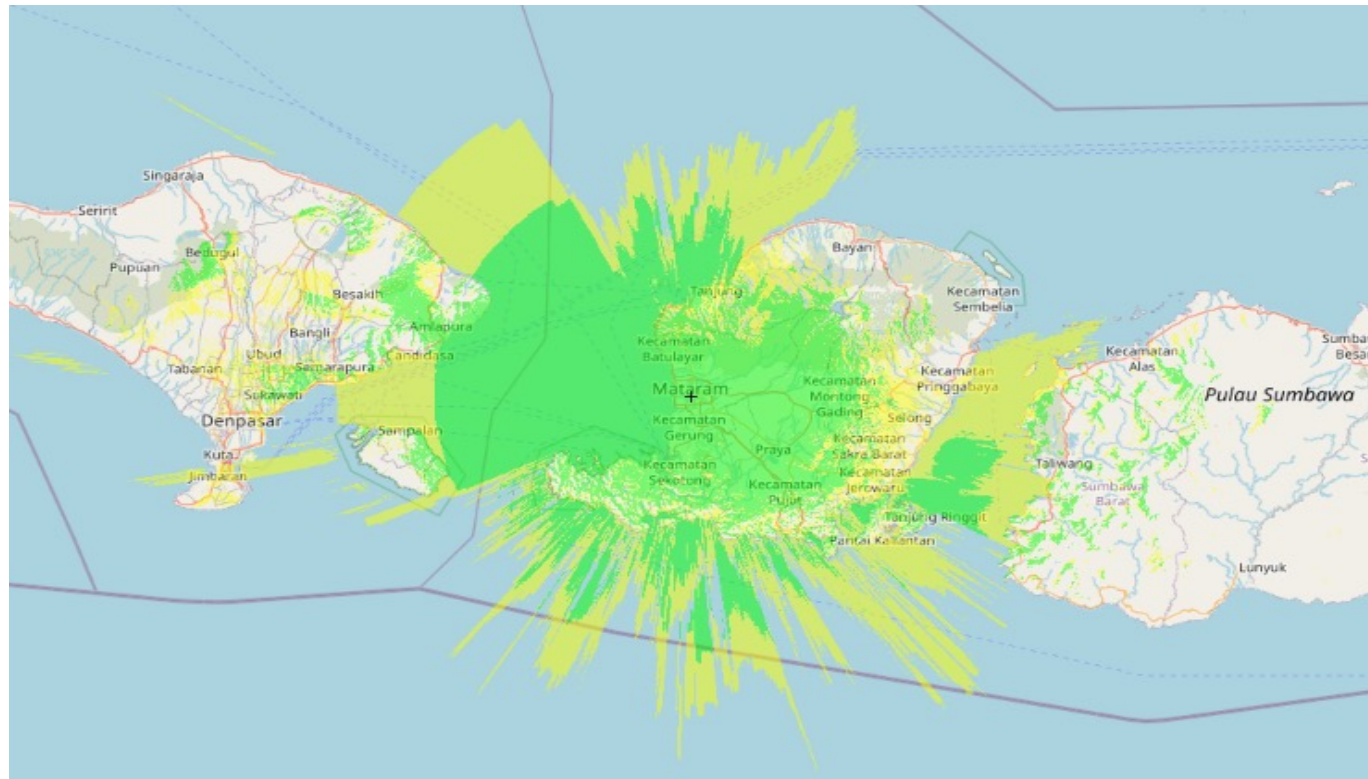 Singaraja
Seririt
Bedugul
Pupuan
Besakih
Bangli
Amlapura
Ubud
Candidasa
Tabanan
Semarapura
Sukawati
Denpasar
Sampalan
Kuta
Jimbaran
Bayan
Tanjung
Kecamatan
Sembelia
Kecamatan
Batulayar
Mataram
Kecamatan
Montong
Gading
Kecamatan
Pringgabaya
Selong
Kecamatan
Gerung
Praya
Kecamatan
Sakra Barat
Kecamatan
Sekotong
Kecamatan
Jerowaru
Kecamatan
Pujut
Tanjung Ringgit
Pantai Kaliantan
Kecamatan
Alas
Pulau Sumbawa
Taliwang
Sumbawa
Barat
Lunyuk